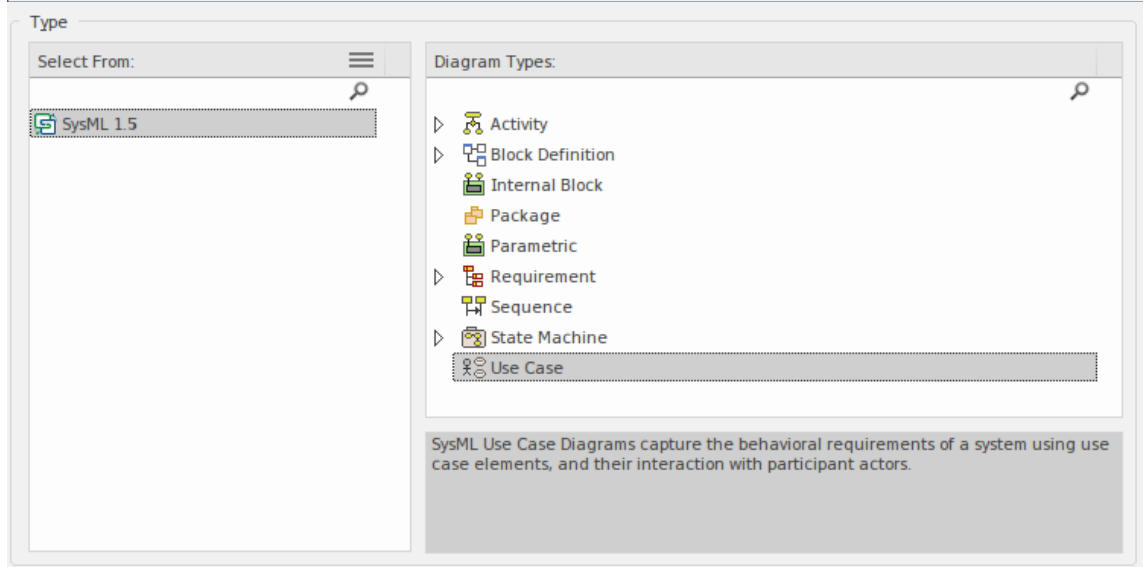 Type
Select From:
Diagram Types:
SysML 1.5
Activity
Block Definition
Internal Block
Package
Parametric
Requirement
Sequence
State Machine
Use Case
SysML Use Case Diagrams capture the behavioral requirements of a system using use
case elements, and their interaction with participant actors.